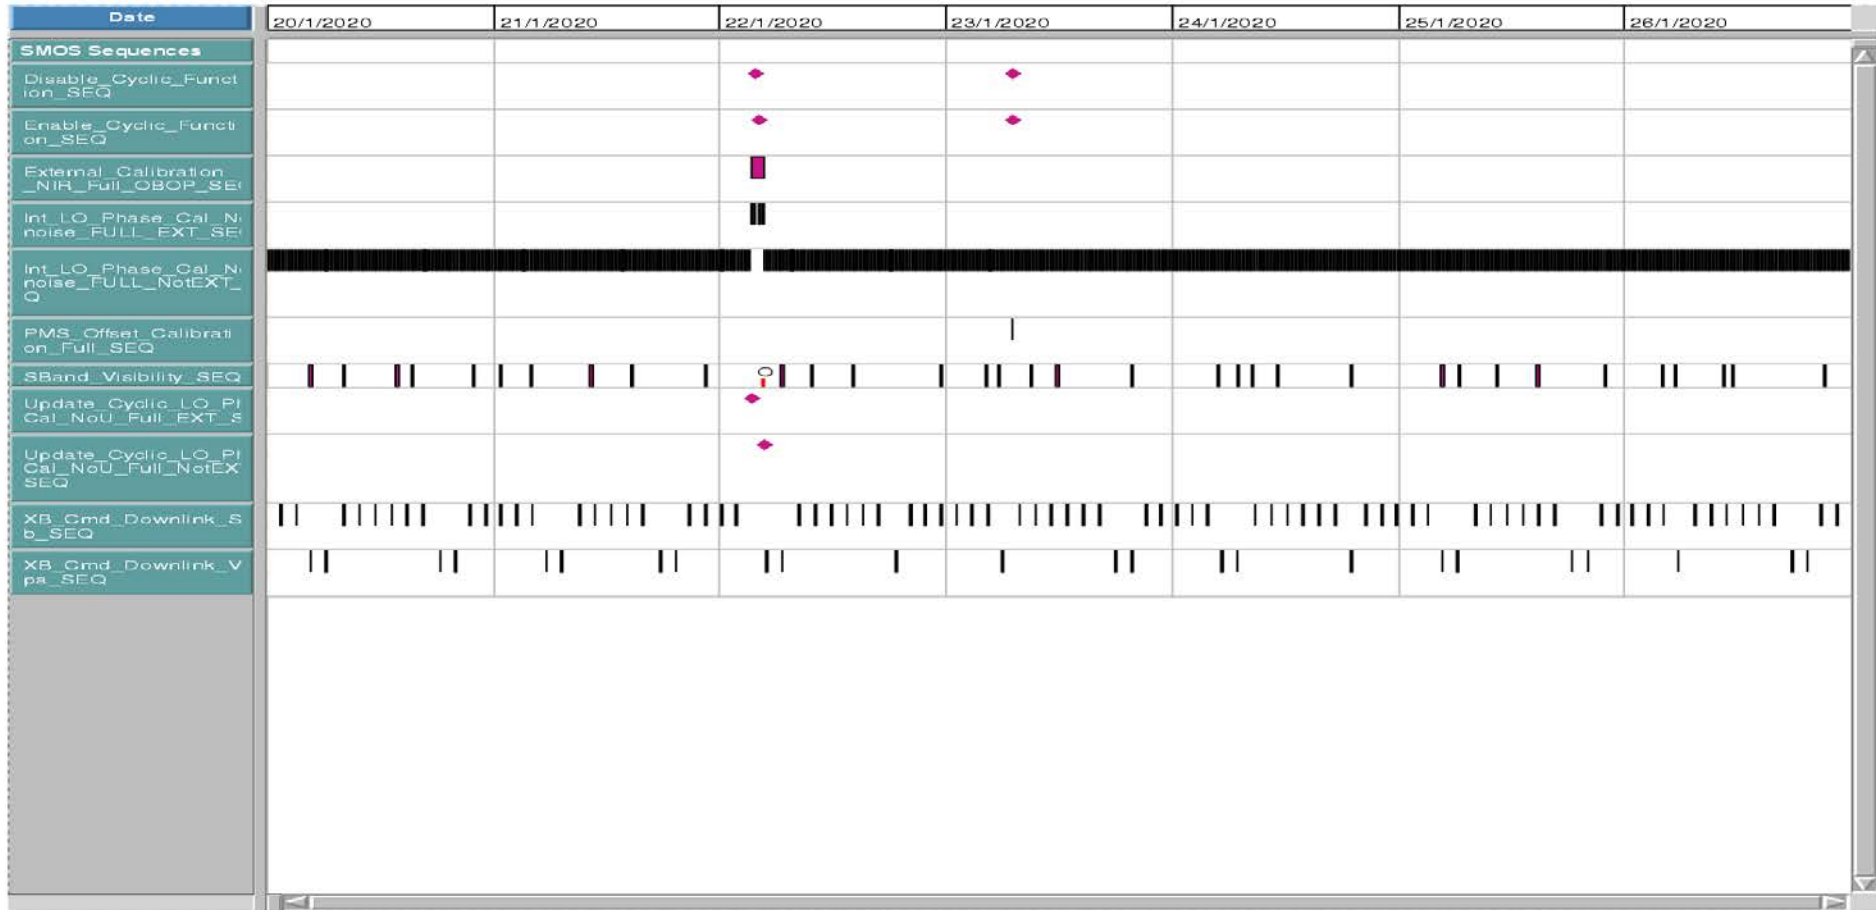 Date
20/1/2020 21/1/2020 22/1/2020 23/1/2020 24/1/2020 25/1/2020 26/1/2020
SMOS Sequences
Disable_Cyclic_Funct
ion_SEQ
Enable_Cyclic_Functi
on_SEQ
External_Calibration
_NIR_Full_OBOP_SE
Int_LO_Phase_Cal_N
noise_FULL_EXT_SE
Int_LO_Phase_Cal_N
noise_FULL_NotEXT_
Q
PMS_Offset_Calibrati
on_Full_SEQ
SBand_Visibility_SEQ
Update_Cyclic_LO_P
Cal_NoU_Full_EXT_S
Update_Cyclic_LO_P
Cal_NoU_Full_NotEX
SEQ
XB_Cmd_Downlink_S
b_SEQ
XB_Cmd_Downlink_V
pa_SEQ